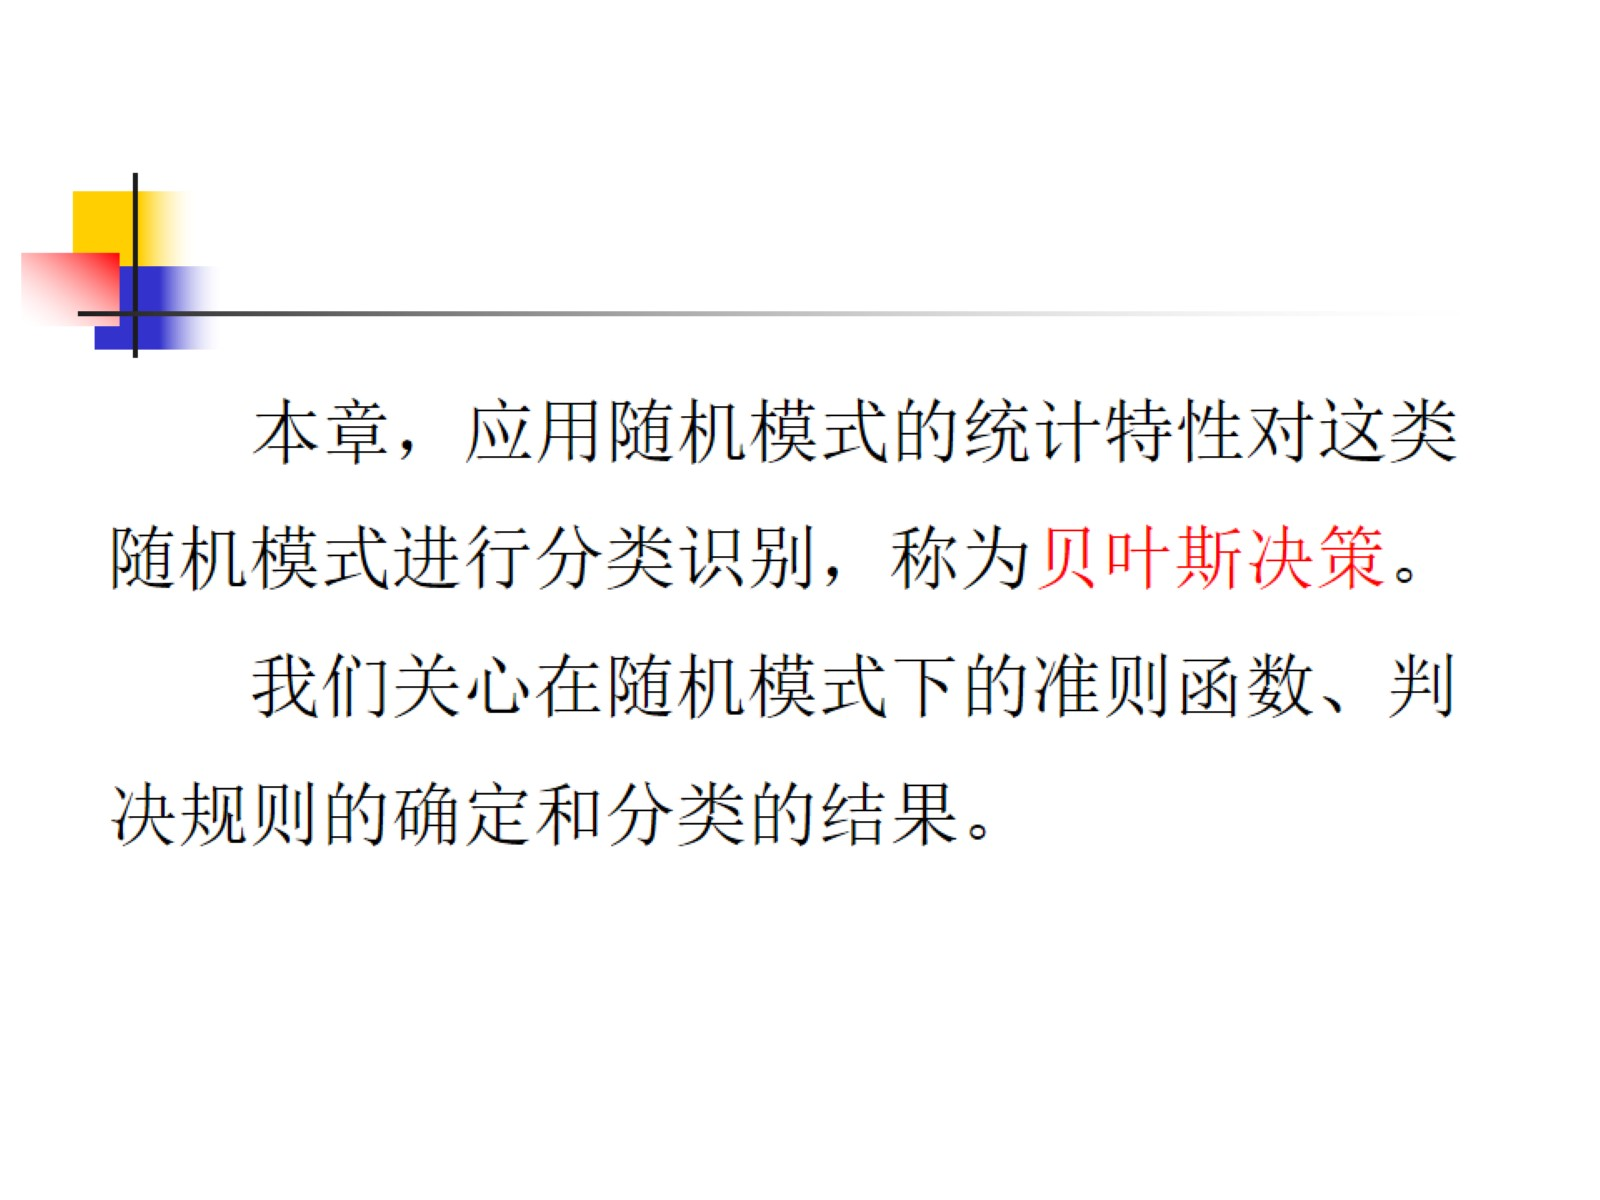 本章，应用随机模式的统计特性对这类
随机模式进行分类识别，称为贝叶斯决策。
我们关心在随机模式下的准则函数、判
决规则的确定和分类的结果。